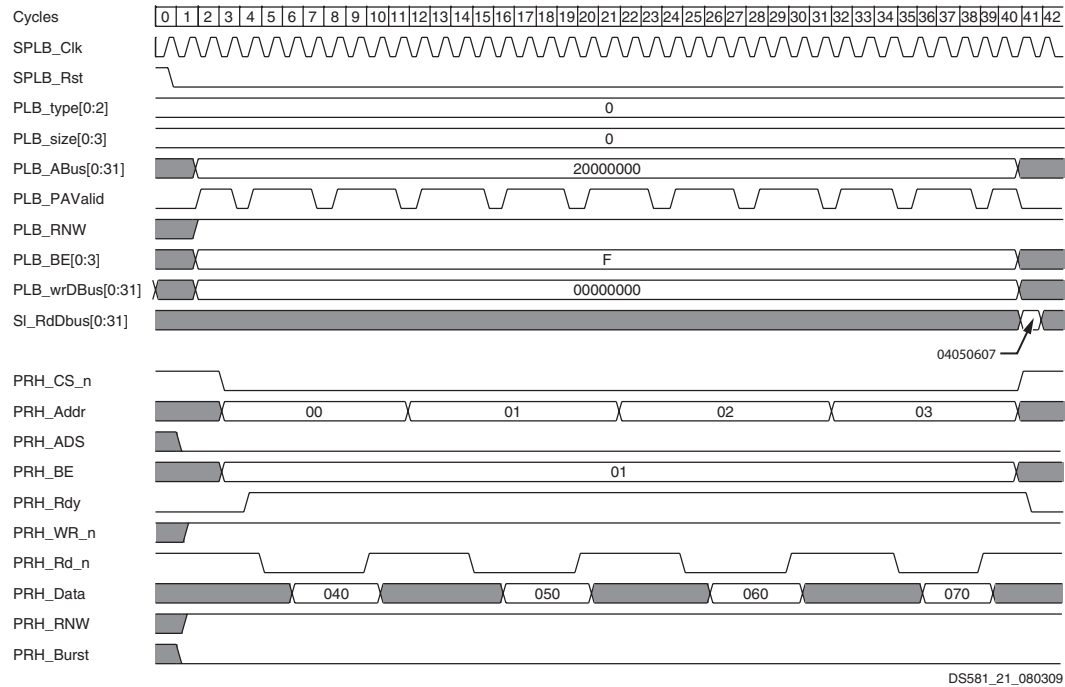 Cycles 0 1 2 3 4 5 6 7 8 9 10 11 12 13 14 15 16 17 18 19 20 21 22 23 24 25 26 27 28 29 30 31 32 33 34 35 36 37 38 39 40 41 42
SPLB_Clk
SPLB_Rst
PLB_type[0:2] 0
PLB_size[0:3] 0
PLB_ABus[0:31] 20000000
PLB_PAValid
PLB_RNW
PLB_BE[0:3] F
PLB_wrDBus[0:31] 00000000
Sl_RdDbus[0:31]
04050607
PRH_CS_n
PRH_Addr 00 01 02 03
PRH_ADS
PRH_BE 01
PRH_Rdy
PRH_WR_n
PRH_Rd_n
PRH_Data 040 050 060 070
PRH_RNW
PRH_Burst
DS581_21_080309